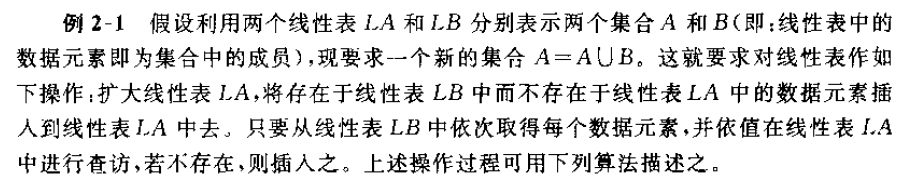 例 2-1 假设利用两个线性表 LA 和 LB 分别表示两个集合 A 和 B(即:线性表中的
数据元素即为集合中的成员),现要求一个新的集合 A=A∪B。这就要求对线性表作如
下操作:扩大线性表 LA,将存在于线性表 LB 中而不存在于线性表 LA 中的数据元素插
入到线性表 LA 中去。只要从线性表 LB 中依次取得每个数据元素,并依值在线性表 LA
中进行查访,若不存在,则插入之。上述操作过程可用下列算法描述之。